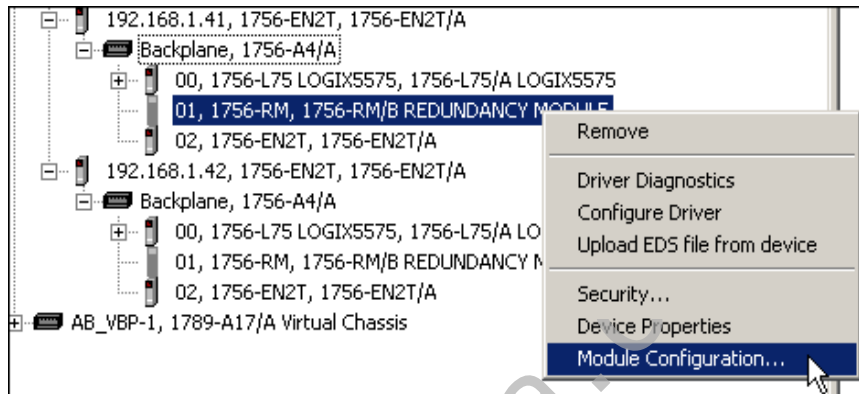 192.168.1.41, 1756-EN2T, 1756-EN2T/A
Backplane, 1756-A4/A
00, 1756-L75 LOGIX5575, 1756-L75/A LOGIX5575
01, 1756-RM, 1756-RM/B REDUNDANCY MODULE
02, 1756-EN2T, 1756-EN2T/A
192.168.1.42, 1756-EN2T, 1756-EN2T/A
Backplane, 1756-A4/A
00, 1756-L75 LOGIX5575, 1756-L75/A LO
01, 1756-RM, 1756-RM/B REDUNDANCY
02, 1756-EN2T, 1756-EN2T/A
AB_VBP-1, 1789-A17/A Virtual Chassis
Remove
Driver Diagnostics
Configure Driver
Upload EDS file from device
Security...
Device Properties
Module Configuration...